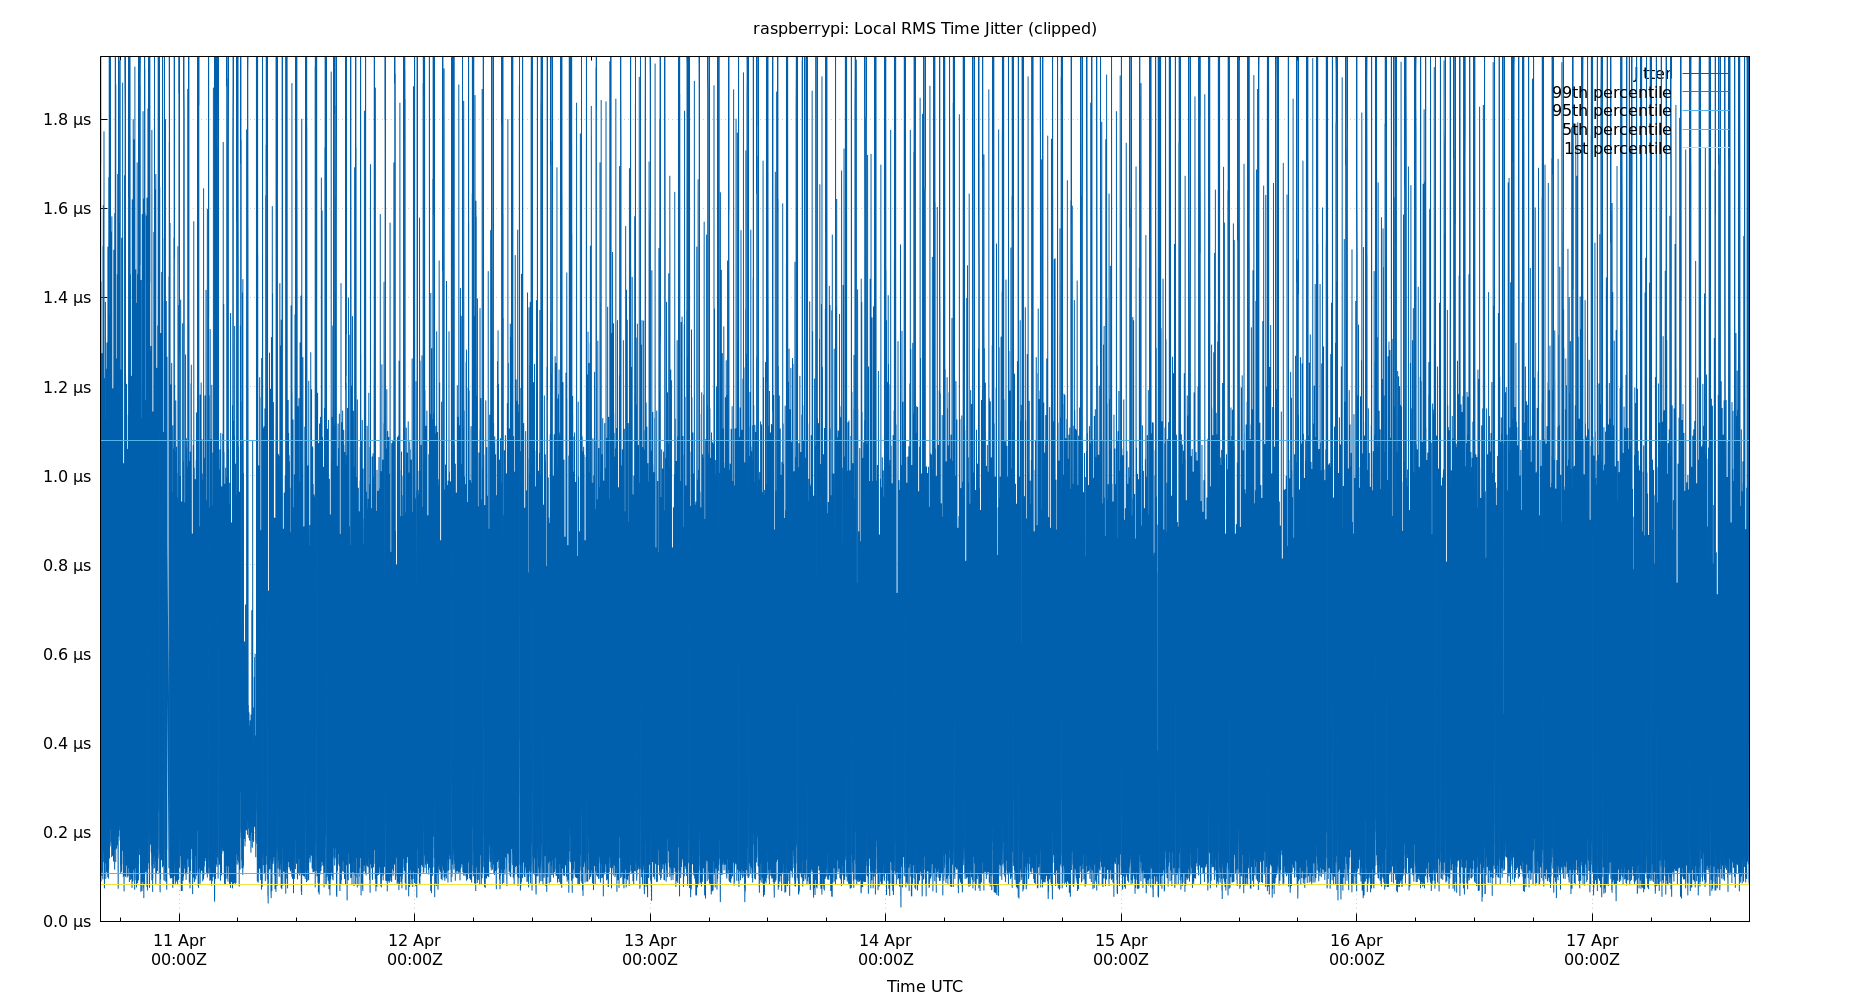 raspberrypi: Local RMS Time Jitter (clipped)
Jitter
99th percentile
95th percentile
5th percentile
1st percentile
1.8 µs
1.6 µs
1.4 µs
1.2 µs
1.0 µs
0.8 µs
0.6 µs
0.4 µs
0.2 µs
0.0 µs
11 Apr 12 Apr 13 Apr 14 Apr 15 Apr 16 Apr 17 Apr
00:00Z 00:00Z 00:00Z 00:00Z 00:00Z 00:00Z 00:00Z
Time UTC